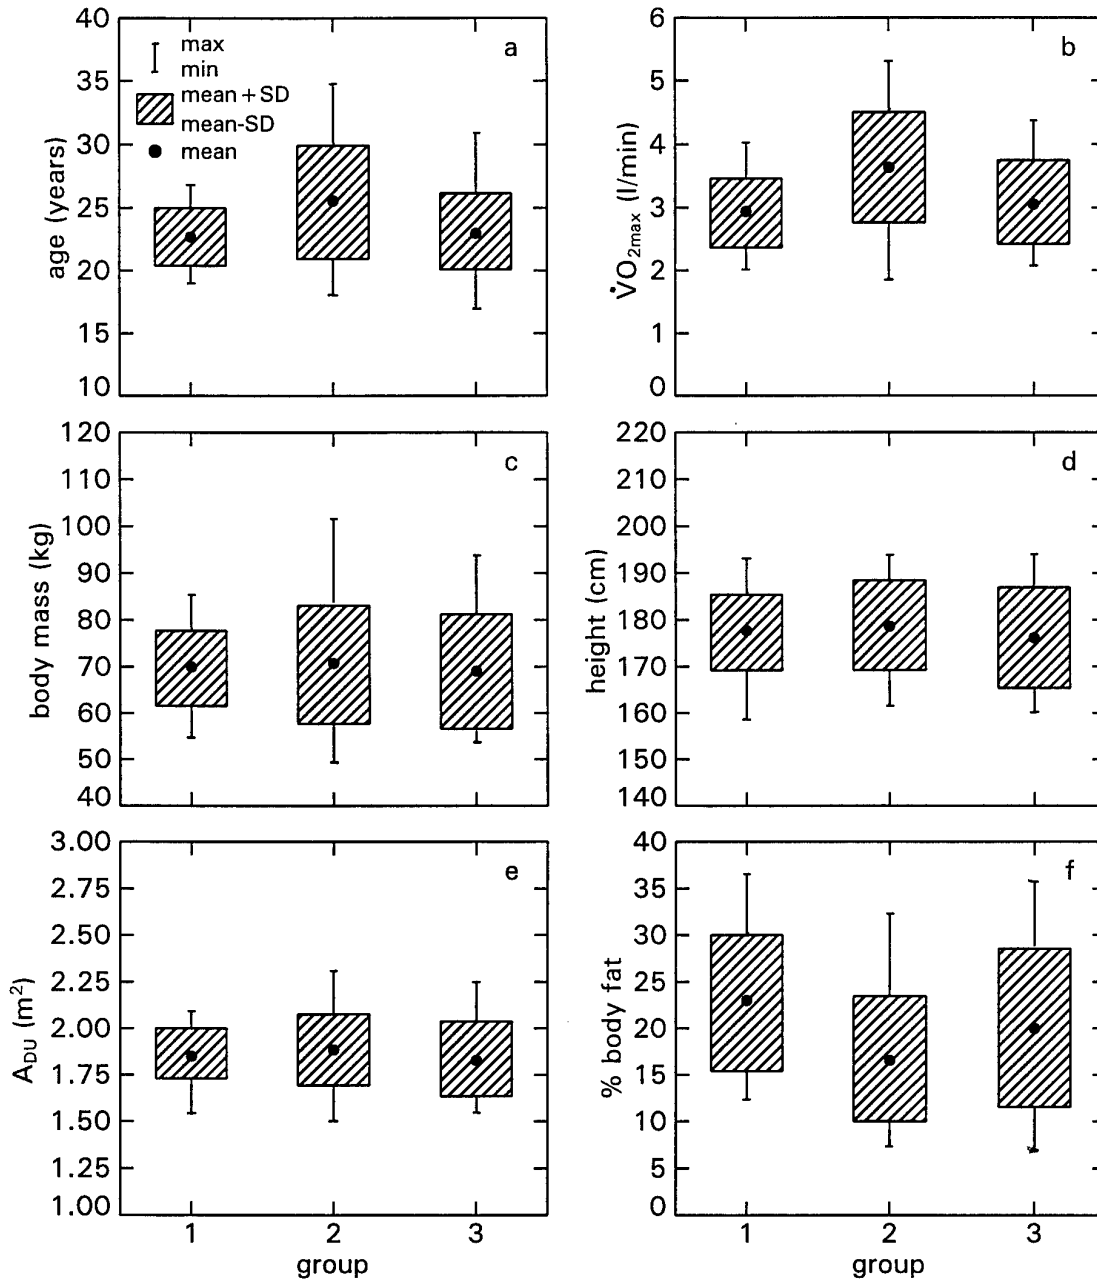 a
max
min
mean + SD
mean-SD
mean
age (years)
40
35
30
25
20
15
10
b
V̇O2max (l/min)
6
5
4
3
2
1
0
c
body mass (kg)
120
110
100
90
80
70
60
50
40
d
height (cm)
220
210
200
190
180
170
160
150
140
e
ADU (m²)
3.00
2.75
2.50
2.25
2.00
1.75
1.50
1.25
1.00
1 2 3
group
f
% body fat
40
35
30
25
20
15
10
5
0
1 2 3
group